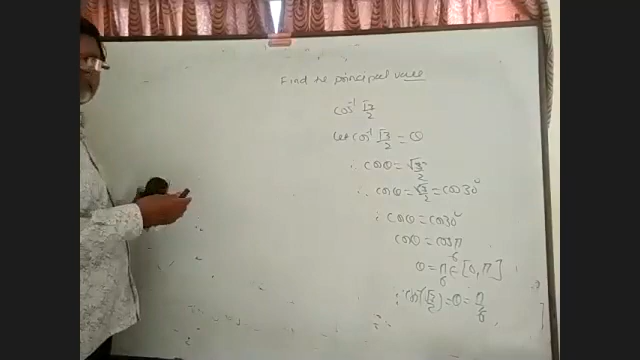 Find the principal value
cos⁻¹ √3/2
let cos⁻¹ √3/2 = θ
∴ cosθ = √3/2
∴ cosθ = √3/2 = cos30°
∴ cosθ = cos30°
cosθ = cos π/6
θ = π/6 ∈ [0, π]
∴ cos⁻¹(√3/2) = θ = π/6